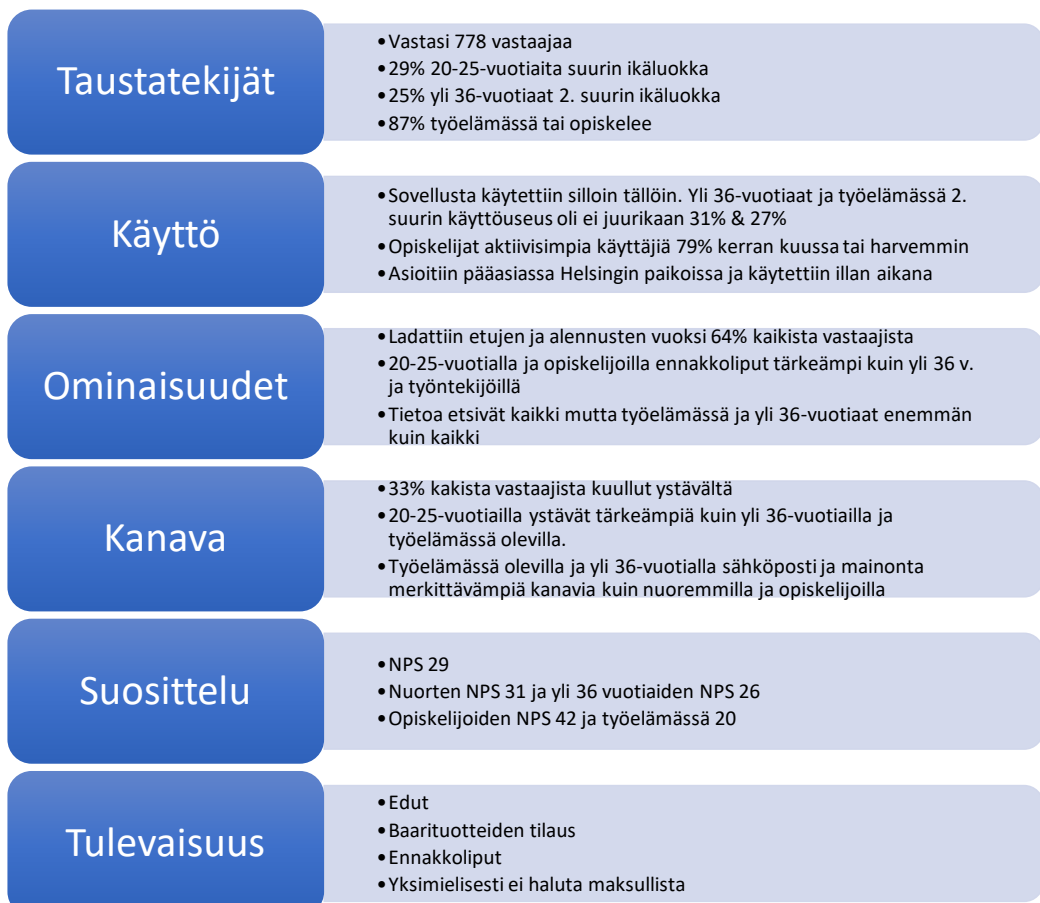 Taustatekijät
•Vastasi 778 vastaajaa
•29% 20-25-vuotiaita suurin ikäluokka
•25% yli 36-vuotiaat 2. suurin ikäluokka
•87% työelämässä tai opiskelee
Käyttö
•Sovellusta käytettiin silloin tällöin. Yli 36-vuotiaat ja työelämässä 2.
suurin käyttöuseus oli ei juurikaan 31% & 27%
•Opiskelijat aktiivisimpia käyttäjiä 79% kerran kuussa tai harvemmin
•Asioitiin pääasiassa Helsingin paikoissa ja käytettiin illan aikana
Ominaisuudet
•Ladattiin etujen ja alennusten vuoksi 64% kaikista vastaajista
•20-25-vuotialla ja opiskelijoilla ennakkoliput tärkeämpi kuin yli 36 v.
ja työntekijöillä
•Tietoa etsivät kaikki mutta työelämässä ja yli 36-vuotiaat enemmän
kuin kaikki
Kanava
•33% kakista vastaajista kuullut ystävältä
•20-25-vuotiailla ystävät tärkeämpiä kuin yli 36-vuotiailla ja
työelämässä olevilla.
•Työelämässä olevilla ja yli 36-vuotialla sähköposti ja mainonta
merkittävämpiä kanavia kuin nuoremmilla ja opiskelijoilla
Suosittelu
•NPS 29
•Nuorten NPS 31 ja yli 36 vuotiaiden NPS 26
•Opiskelijoiden NPS 42 ja työelämässä 20
Tulevaisuus
•Edut
•Baarituotteiden tilaus
•Ennakkoliput
•Yksimielisesti ei haluta maksullista